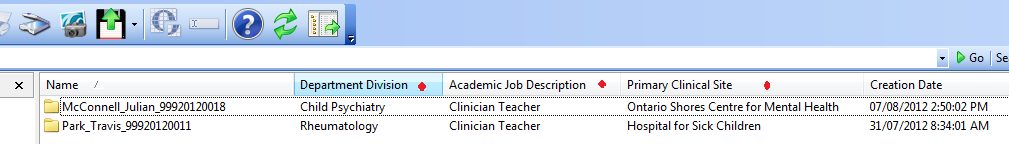 Go Se
Name Department Division Academic Job Description Primary Clinical Site Creation Date
McConnell_Julian_99920120018 Child Psychiatry Clinician Teacher Ontario Shores Centre for Mental Health 07/08/2012 2:50:02 PM
Park_Travis_99920120011 Rheumatology Clinician Teacher Hospital for Sick Children 31/07/2012 8:34:01 AM